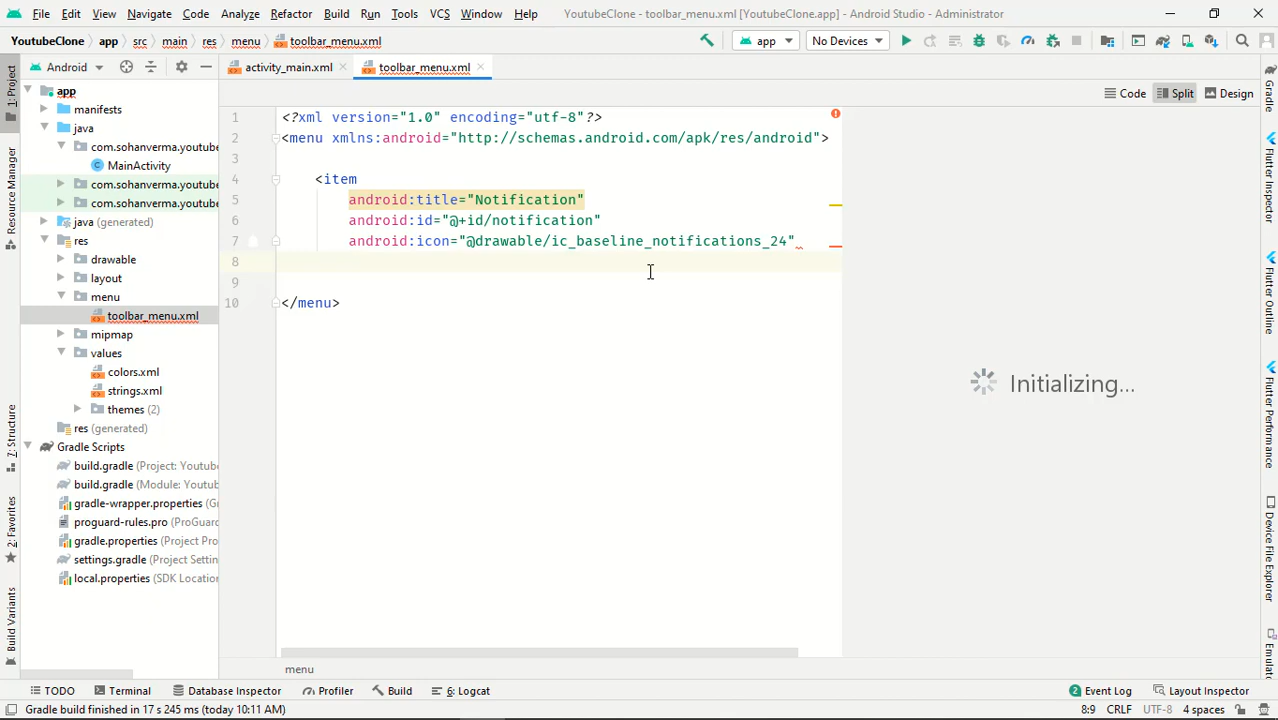 File Edit View Navigate Code Analyze Refactor Build Run Tools VCS Window Help YoutubeClone - toolbar_menu.xml [YoutubeClone.app] - Android Studio - Administrator
YoutubeClone app src main res menu toolbar_menu.xml app No Devices
Android activity_main.xml toolbar_menu.xml
Code Split Design
1: Project
Resource Manager
Z: Structure
2: Favorites
Build Variants
app
manifests
java
com.sohanverma.youtube
MainActivity
com.sohanverma.youtube
com.sohanverma.youtube
java (generated)
res
drawable
layout
menu
toolbar_menu.xml
mipmap
values
colors.xml
strings.xml
themes (2)
res (generated)
Gradle Scripts
build.gradle (Project: Youtub
build.gradle (Module: Youtub
gradle-wrapper.properties (G
proguard-rules.pro (ProGuar
gradle.properties (Project Pro
settings.gradle (Project Settin
local.properties (SDK Location
1 <?xml version="1.0" encoding="utf-8"?>
2 <menu xmlns:android="http://schemas.android.com/apk/res/android">
3
4 <item
5 android:title="Notification"
6 android:id="@+id/notification"
7 android:icon="@drawable/ic_baseline_notifications_24"
8
9
10 </menu>
menu
Initializing...
Gradle
Flutter Inspector
Flutter Outline
Flutter Performance
Device File Explorer
Emulat
TODO Terminal Database Inspector Profiler Build 6: Logcat 2 Event Log Layout Inspector
Gradle build finished in 17 s 245 ms (today 10:11 AM) 8:9 CRLF UTF-8 4 spaces